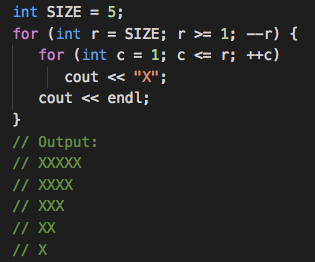 int SIZE = 5;
for (int r = SIZE; r >= 1; --r) {
   for (int c = 1; c <= r; ++c)
      cout << "X";
   cout << endl;
}
// Output:
// XXXXX
// XXXX
// XXX
// XX
// X